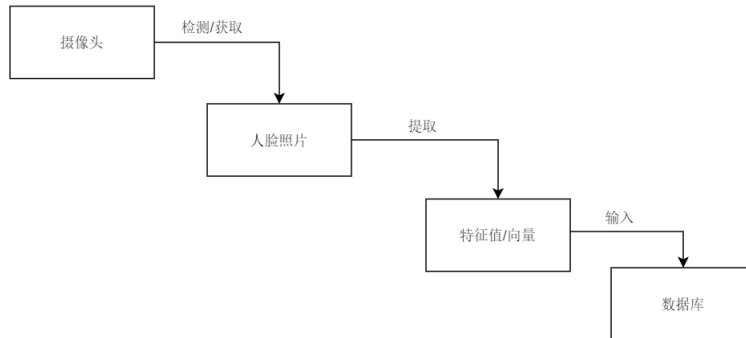 摄像头
检测/获取
人脸照片
提取
特征值/向量
输入
数据库